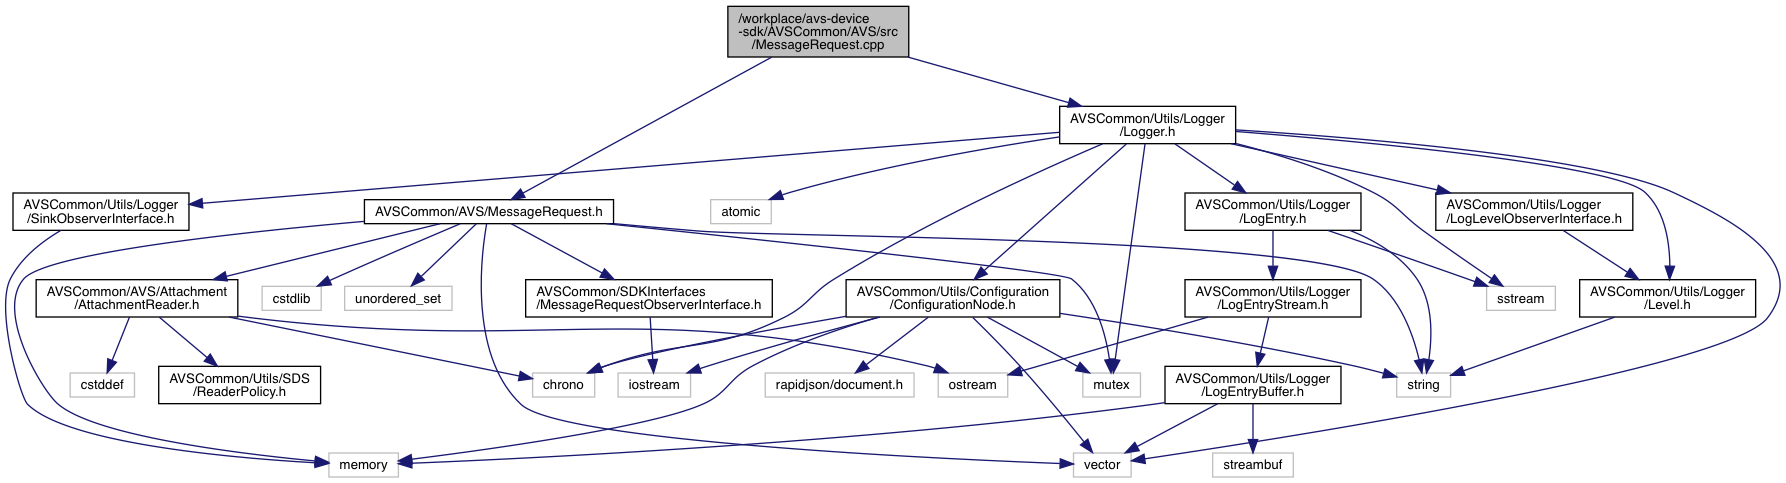 /workplace/avs-device
-sdk/AVSCommon/AVS/src
/MessageRequest.cpp
AVSCommon/Utils/Logger
/Logger.h
AVSCommon/Utils/Logger
/SinkObserverInterface.h
AVSCommon/AVS/MessageRequest.h
atomic
AVSCommon/Utils/Logger
/LogEntry.h
AVSCommon/Utils/Logger
/LogLevelObserverInterface.h
AVSCommon/AVS/Attachment
/AttachmentReader.h
cstdlib
unordered_set
AVSCommon/SDKInterfaces
/MessageRequestObserverInterface.h
AVSCommon/Utils/Configuration
/ConfigurationNode.h
AVSCommon/Utils/Logger
/LogEntryStream.h
sstream
AVSCommon/Utils/Logger
/Level.h
cstddef
AVSCommon/Utils/SDS
/ReaderPolicy.h
chrono
iostream
rapidjson/document.h
ostream
mutex
AVSCommon/Utils/Logger
/LogEntryBuffer.h
string
memory
vector
streambuf